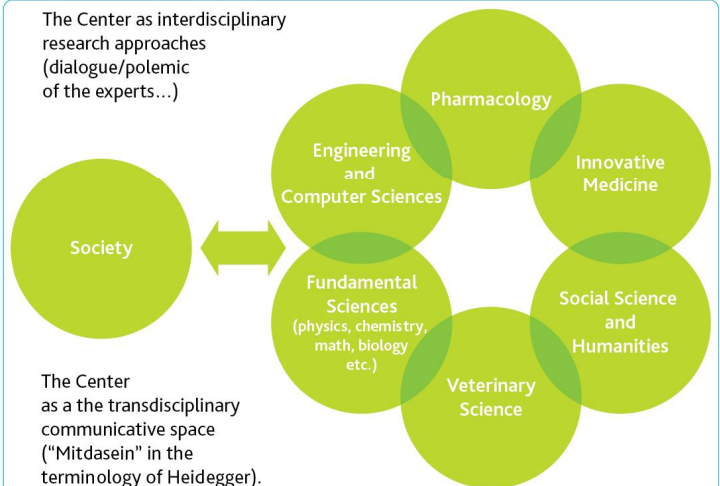 The Center as interdisciplinary
research approaches
(dialogue/polemic
of the experts...)
Pharmacology
Engineering
and
Computer Sciences
Innovative
Medicine
Society
Fundamental
Sciences
(physics, chemistry,
math, biology
etc.)
Social Science
and
Humanities
Veterinary
Science
The Center
as a the transdisciplinary
communicative space
(“Mitdasein” in the
terminology of Heidegger).